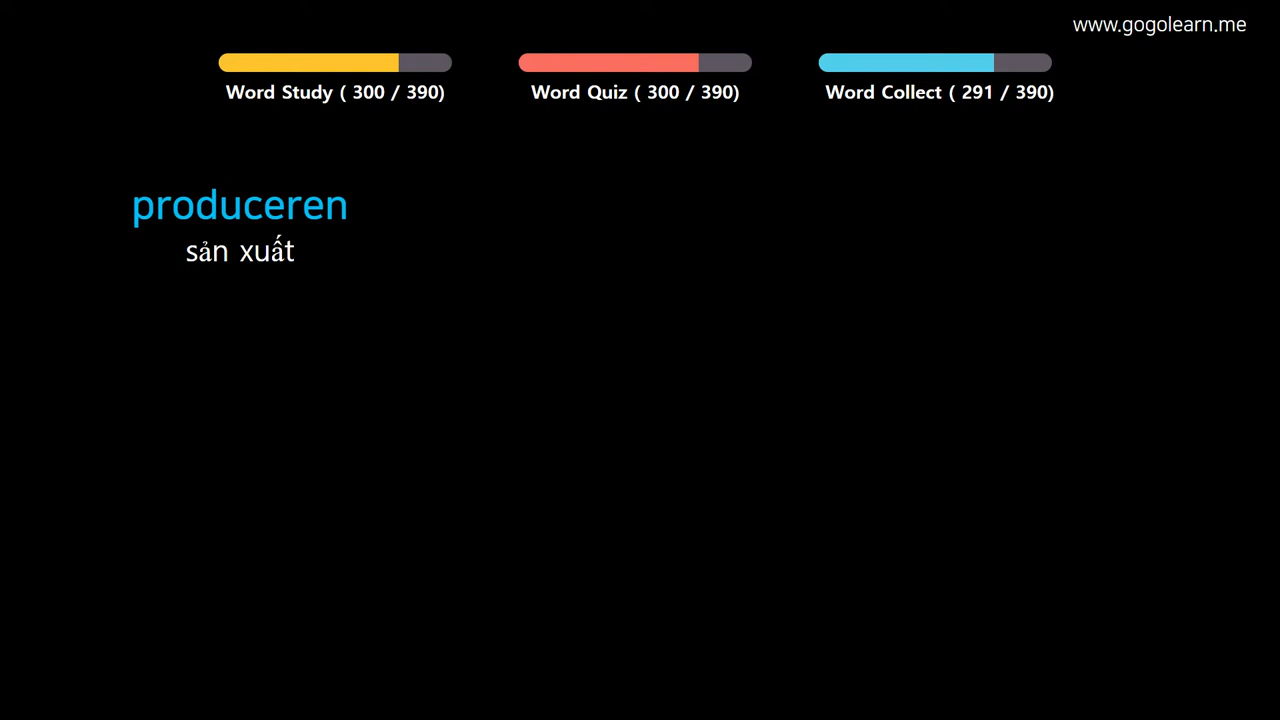 www.gogolearn.me
Word Study ( 300 / 390)
Word Quiz ( 300 / 390)
Word Collect ( 291 / 390)
produceren
sản xuất